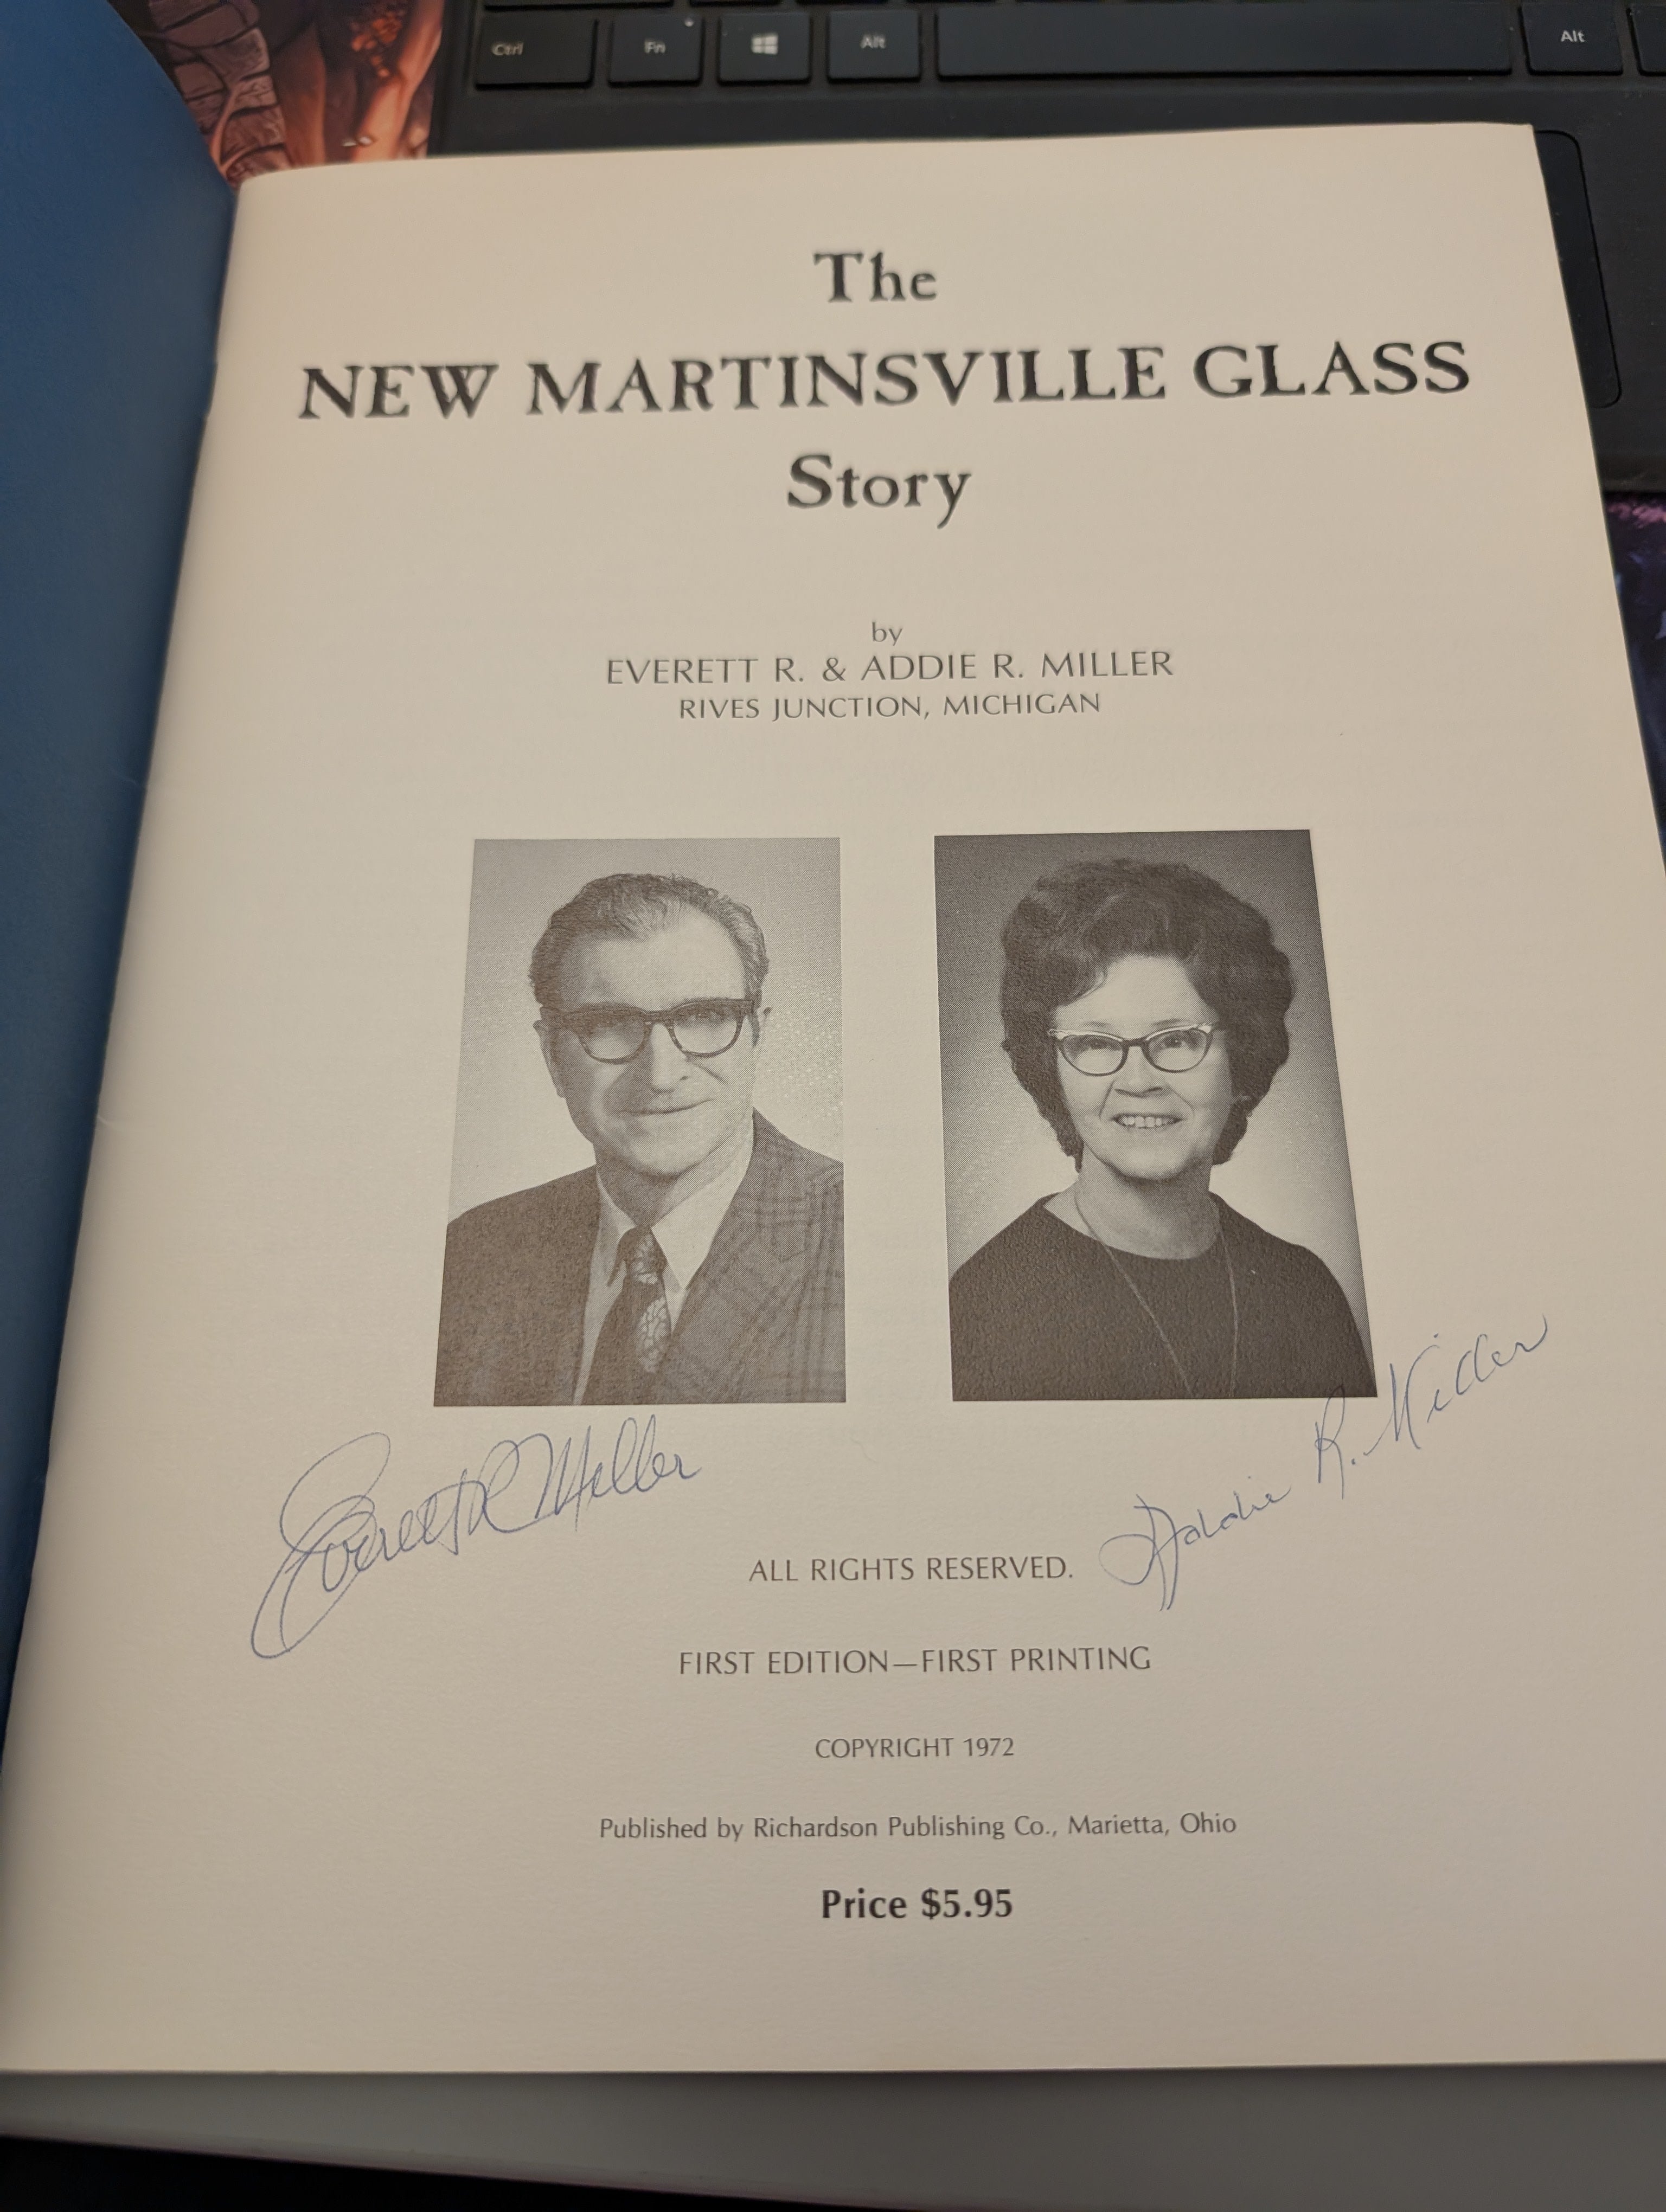 Ctrl Fn Alt Alt
The
NEW MARTINSVILLE GLASS
Story
by
EVERETT R. & ADDIE R. MILLER
RIVES JUNCTION, MICHIGAN
Everett R Miller
Addie R. Miller
ALL RIGHTS RESERVED.
FIRST EDITION—FIRST PRINTING
COPYRIGHT 1972
Published by Richardson Publishing Co., Marietta, Ohio
Price $5.95